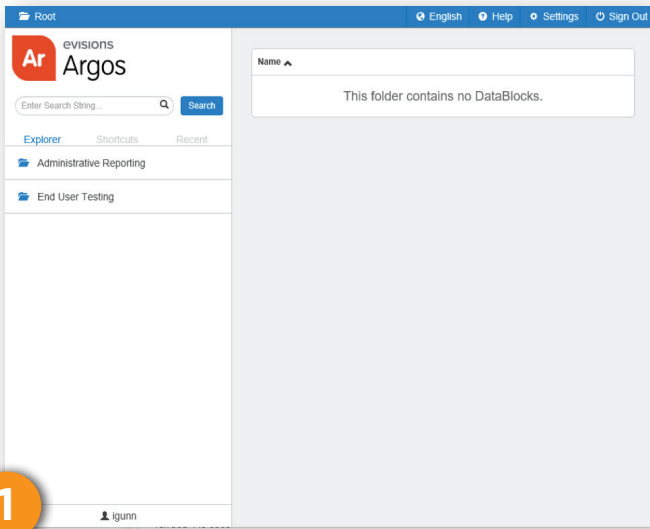 Root
English Help Settings Sign Out
Ar evisions Argos
Enter Search String... Search
Explorer Shortcuts Recent
Administrative Reporting
End User Testing
Name
This folder contains no DataBlocks.
1
igunn